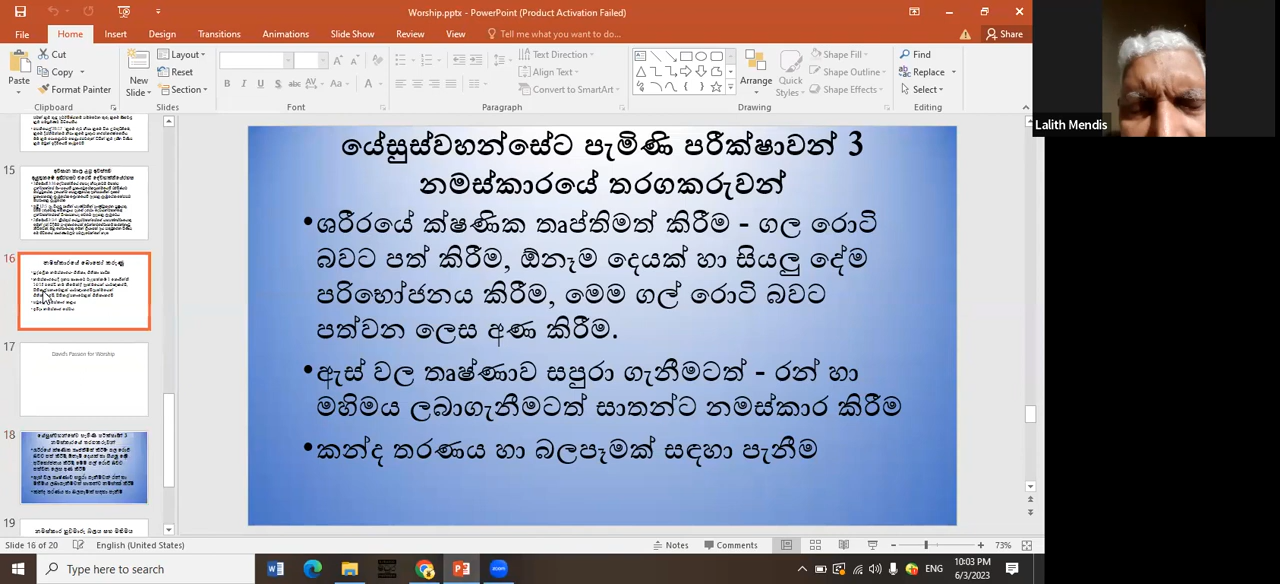 Worship.pptx - PowerPoint (Product Activation Failed)
File Home Insert Design Transitions Animations Slide Show Review View Tell me what you want to do... Share
Cut
Copy
Format Painter
Paste
Clipboard
New Slide
Layout
Reset
Section
Slides
B I U S abc AV Aa A
Font
Text Direction
Align Text
Convert to SmartArt
Paragraph
Arrange
Quick Styles
Shape Fill
Shape Outline
Shape Effects
Drawing
Find
Replace
Select
Editing
Lalith Mendis
15
16
නමස්කාරයේ
17
David's Passion for Worship
18
19
යේසුස්වහන්සේට පැමිණි පරීක්ෂාවන් 3
නමස්කාරයේ තරගකරුවන්
•ශරීරයේ ක්ෂණික තෘප්තිමත් කිරීම - ගල රොටි
බවට පත් කිරීම, ඕනෑම දෙයක් හා සියලු දේම
පරිභෝජනය කිරීම, මෙම ගල් රොටි බවට
පත්වන ලෙස අණ කිරීම.
•ඇස් වල තෘෂ්ණාව සපුරා ගැනීමටත් - රන් හා
මහිමය ලබාගැනීමටත් සාතන්ට නමස්කාර කිරීම
•කන්ද තරණය හා බලපෑමක් සඳහා පැනීම
Slide 16 of 20 English (United States) Notes Comments 73%
Type here to search
ENG
10:03 PM
6/3/2023